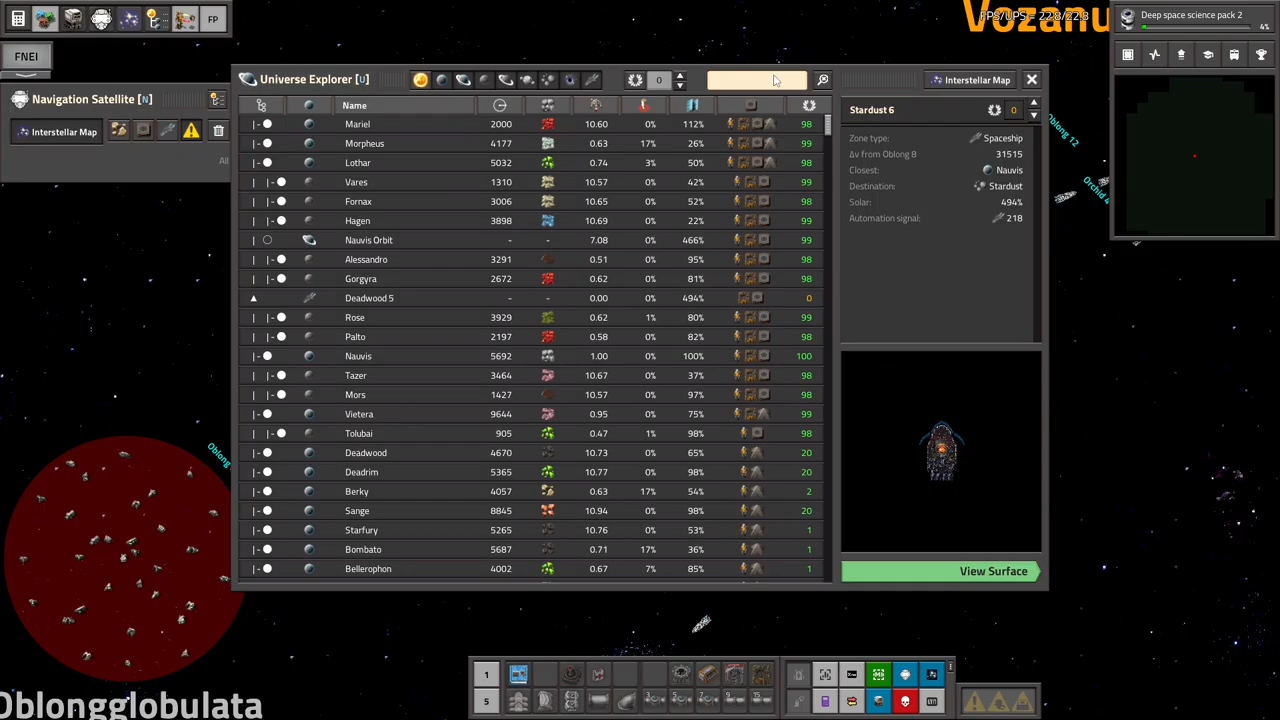 FP
FPS/UPS = 22.8/22.8
Vozanu
Deep space science pack 2
4%
FNEI
Navigation Satellite [N]
Interstellar Map
All
Universe Explorer [U]
0
Interstellar Map
Name
Mariel 2000 10.60 0% 112% 98
Morpheus 4177 0.63 17% 26% 99
Lothar 5032 0.74 3% 50% 98
Vares 1310 10.57 0% 42% 99
Fornax 3006 10.65 0% 52% 98
Hagen 3898 10.69 0% 22% 99
Nauvis Orbit - - 7.08 0% 466% 99
Alessandro 3291 0.51 0% 95% 98
Gorgyra 2672 0.62 0% 81% 98
Deadwood 5 - - 0.00 0% 494% 0
Rose 3929 0.62 1% 80% 99
Palto 2197 0.58 0% 82% 98
Nauvis 5692 1.00 0% 100% 100
Tazer 3464 10.67 0% 37% 98
Mors 1427 10.57 0% 97% 98
Vietera 9644 0.95 0% 75% 99
Tolubai 905 0.47 1% 98% 98
Deadwood 4670 10.73 0% 65% 20
Deadrim 5365 10.77 0% 98% 20
Berky 4057 0.63 17% 54% 2
Sange 8845 10.94 0% 98% 20
Starfury 5265 10.76 0% 53% 1
Bombato 5687 0.71 17% 36% 1
Bellerophon 4002 0.67 7% 85% 1
Stardust 6 0
Zone type: Spaceship
Δv from Oblong 8 31515
Closest: Nauvis
Destination: Stardust
Solar: 494%
Automation signal: 218
View Surface
Oblong 12
Orchid 4
Oblong
Oblongglobulata
1
5
3 5 7 9 15